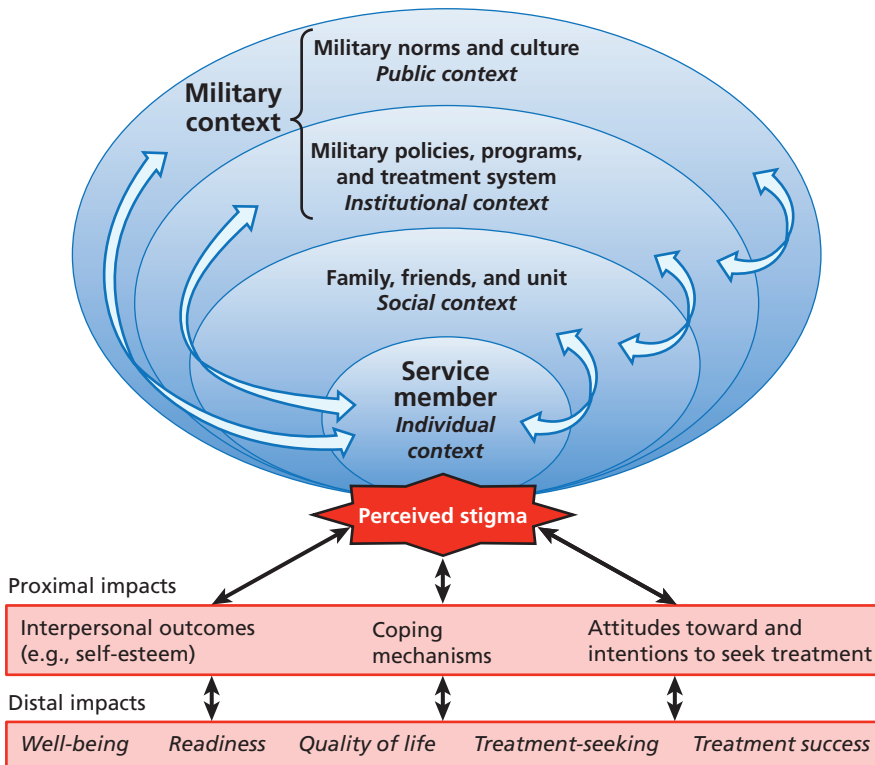 Military norms and culture
Public context
Military
context
Military policies, programs,
and treatment system
Institutional context
Family, friends, and unit
Social context
Service
member
Individual
context
Perceived stigma
Proximal impacts
Interpersonal outcomes
(e.g., self-esteem)
Coping
mechanisms
Attitudes toward and
intentions to seek treatment
Distal impacts
Well-being Readiness Quality of life Treatment-seeking Treatment success